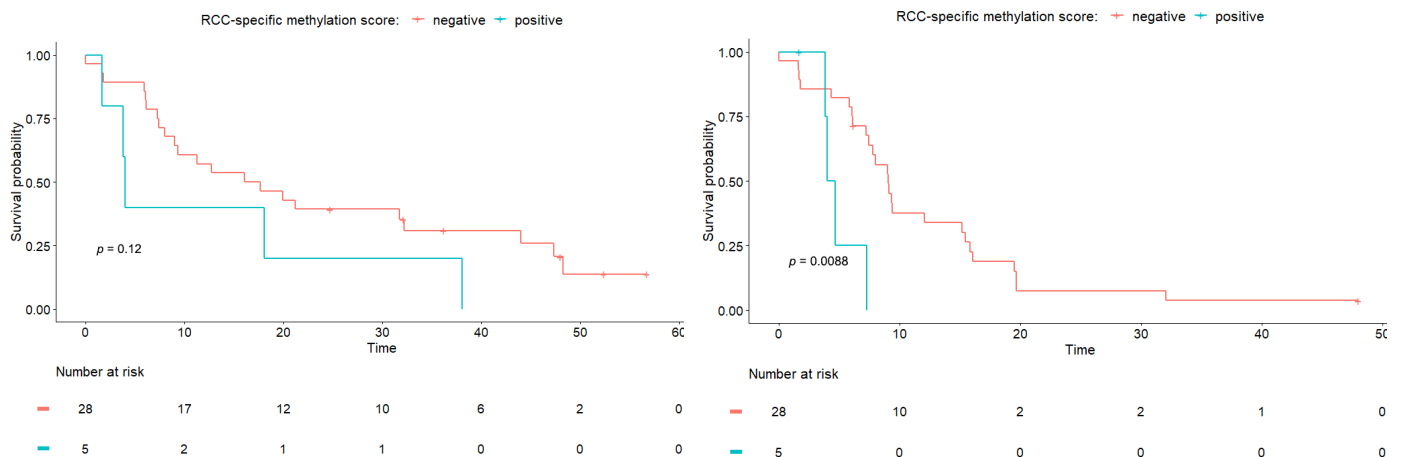 RCC-specific methylation score: negative positive
1.00
0.75
0.50
0.25
0.00
Survival probability
p = 0.12
0 10 20 30 40 50 60
Time
Number at risk
28 17 12 10 6 2 0
5 2 1 1 0 0 0
RCC-specific methylation score: negative positive
1.00
0.75
0.50
0.25
0.00
Survival probability
p = 0.0088
0 10 20 30 40 50
Time
Number at risk
28 10 2 2 1 0
5 0 0 0 0 0